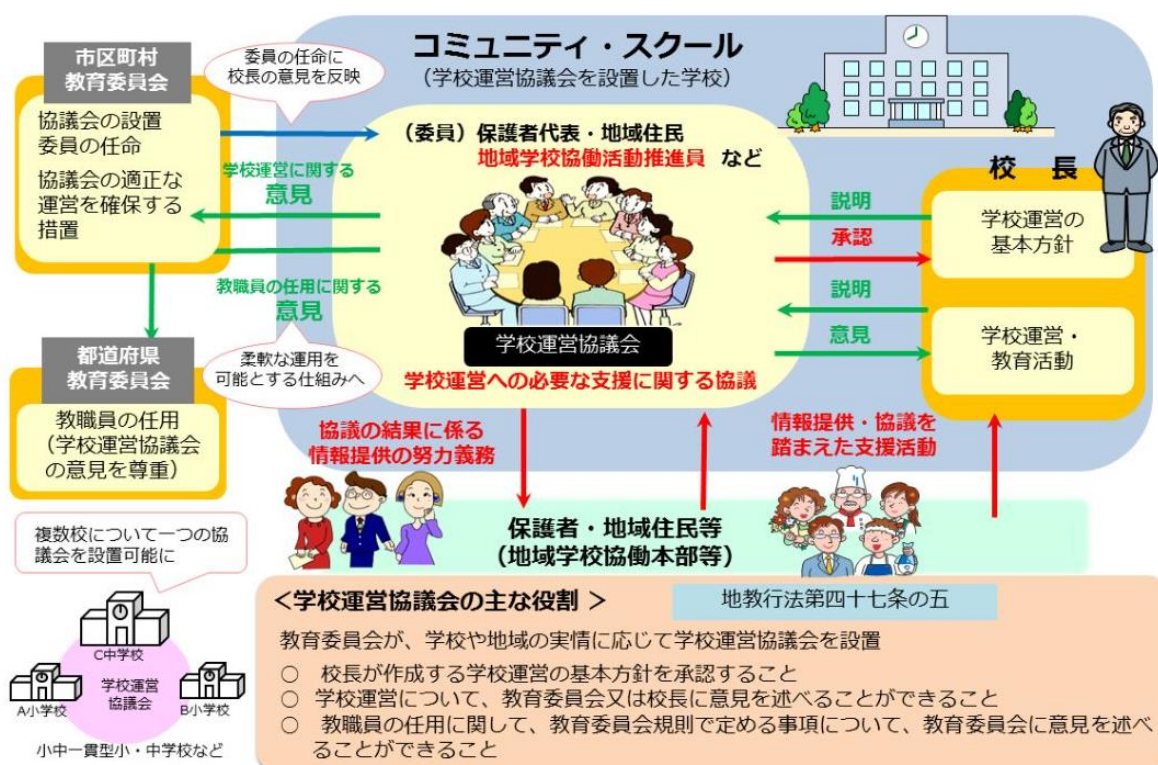 コミュニティ・スクール
(学校運営協議会を設置した学校)
市区町村
教育委員会
協議会の設置
委員の任命
協議会の適正な
運営を確保する
措置
委員の任命に
校長の意見を反映
学校運営に関する
意見
教職員の任用に関する
意見
柔軟な運用を
可能とする仕組みへ
都道府県
教育委員会
教職員の任用
(学校運営協議会
の意見を尊重)
(委員)保護者代表・地域住民
地域学校協働活動推進員 など
学校運営協議会
学校運営への必要な支援に関する協議
校 長
説明
承認
学校運営の
基本方針
説明
意見
学校運営・
教育活動
協議の結果に係る
情報提供の努力義務
情報提供・協議を
踏まえた支援活動
保護者・地域住民等
(地域学校協働本部等)
複数校について一つの協
議会を設置可能に
C中学校
学校運営
協議会
A小学校
B小学校
小中一貫型小・中学校など
<学校運営協議会の主な役割 >
地教行法第四十七条の五
教育委員会が、学校や地域の実情に応じて学校運営協議会を設置
○ 校長が作成する学校運営の基本方針を承認すること
○ 学校運営について、教育委員会又は校長に意見を述べることができること
○ 教職員の任用に関して、教育委員会規則で定める事項について、教育委員会に意見を述べ
ることができること